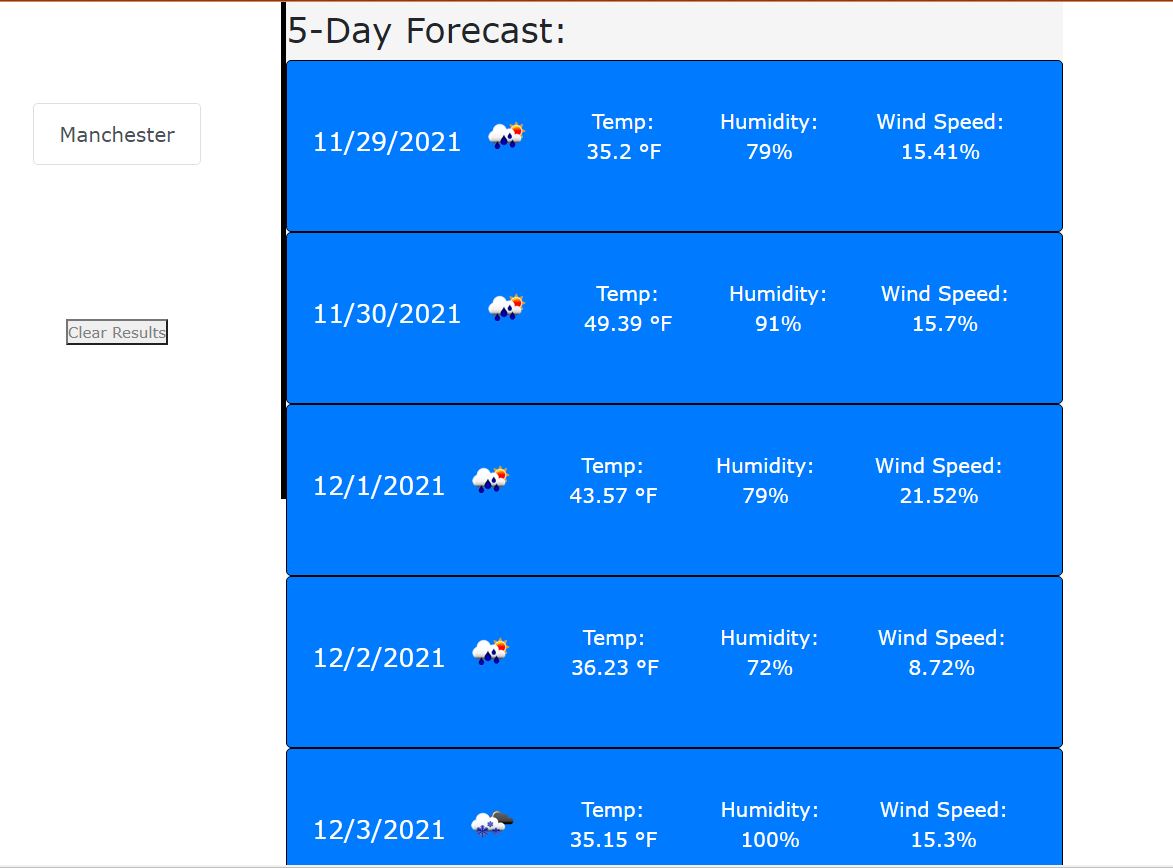 5-Day Forecast:
Manchester
Clear Results
11/29/2021
Temp:
35.2 °F
Humidity:
79%
Wind Speed:
15.41%
11/30/2021
Temp:
49.39 °F
Humidity:
91%
Wind Speed:
15.7%
12/1/2021
Temp:
43.57 °F
Humidity:
79%
Wind Speed:
21.52%
12/2/2021
Temp:
36.23 °F
Humidity:
72%
Wind Speed:
8.72%
12/3/2021
Temp:
35.15 °F
Humidity:
100%
Wind Speed:
15.3%